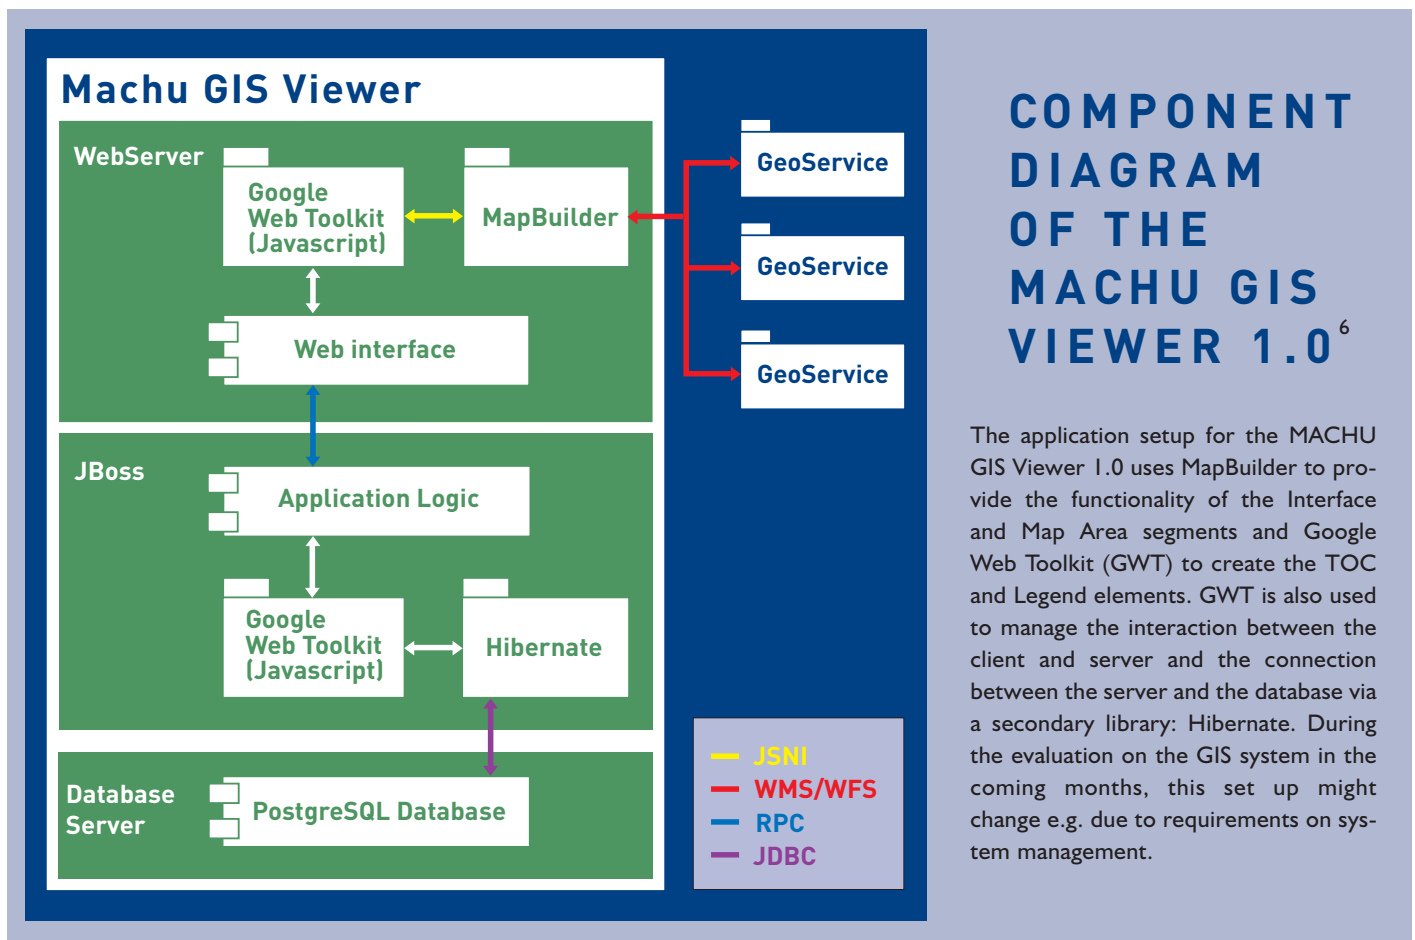 Machu GIS Viewer
WebServer
Google
Web Toolkit
(Javascript)
MapBuilder
Web interface
GeoService
GeoService
GeoService
JBoss
Application Logic
Google
Web Toolkit
(Javascript)
Hibernate
Database
Server
PostgreSQL Database
JSNI
WMS/WFS
RPC
JDBC
COMPONENT
DIAGRAM
OF THE
MACHU GIS
VIEWER 1.0 6
The application setup for the MACHU
GIS Viewer 1.0 uses MapBuilder to pro-
vide the functionality of the Interface
and Map Area segments and Google
Web Toolkit (GWT) to create the TOC
and Legend elements. GWT is also used
to manage the interaction between the
client and server and the connection
between the server and the database via
a secondary library: Hibernate. During
the evaluation on the GIS system in the
coming months, this set up might
change e.g. due to requirements on sys-
tem management.